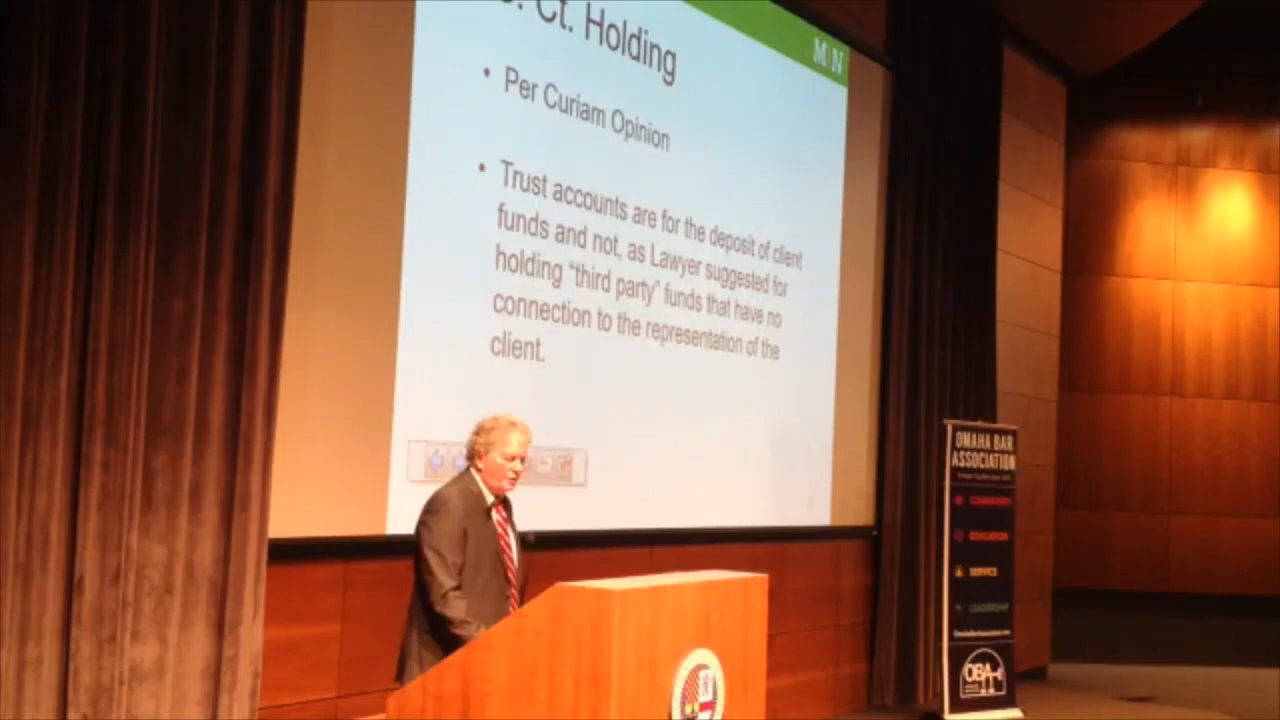 Ct. Holding
M|N
• Per Curiam Opinion
• Trust accounts are for the deposit of client
funds and not, as Lawyer suggested for
holding “third party” funds that have no
connection to the representation of the
client.
OMAHA BAR
ASSOCIATION
COMMUNITY
EDUCATION
SERVICE
LEADERSHIP
OBA